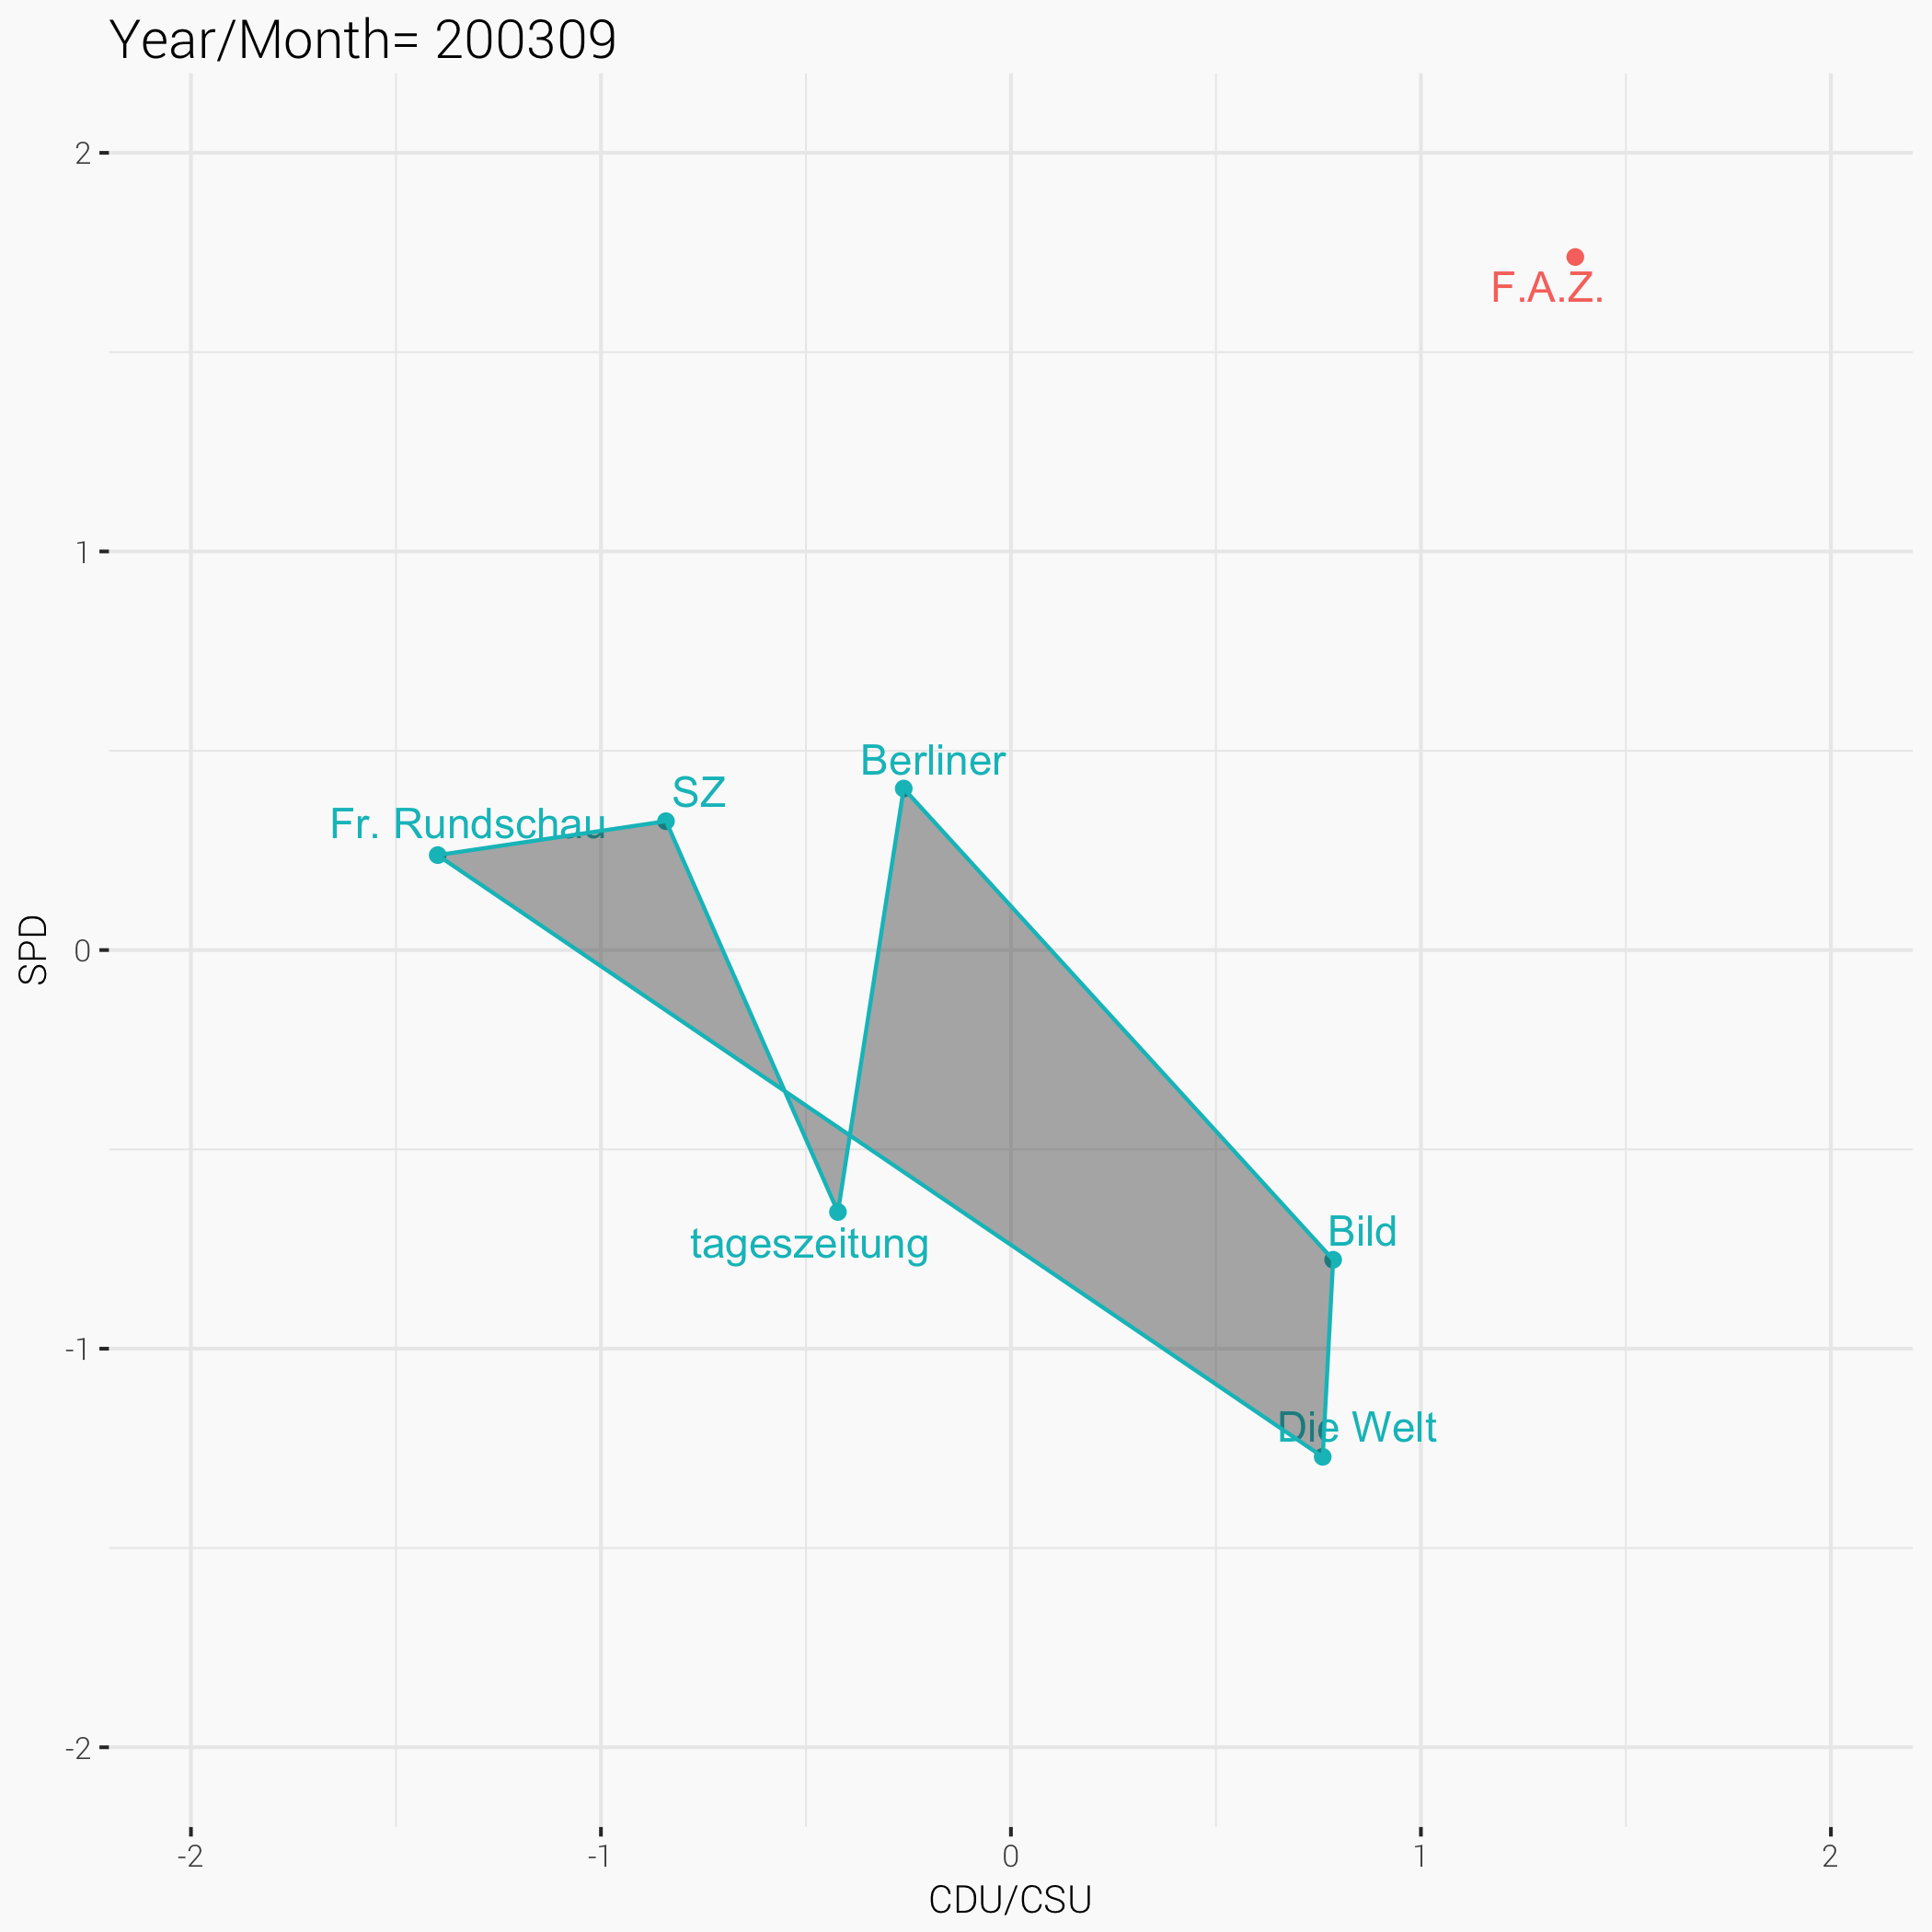 Year/Month= 200309
2
F.A.Z.
1
Berliner
SZ
Fr. Rundschau
0
SPD
Bild
tageszeitung
-1
Die Welt
-2
-2 -1 0 1 2
CDU/CSU